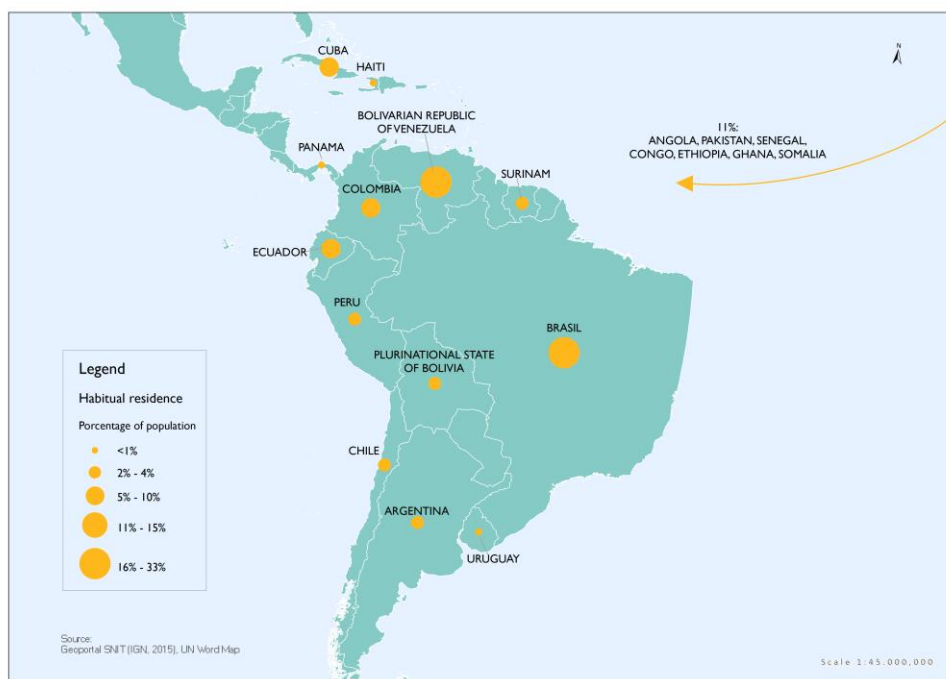 CUBA
HAITI
N
BOLIVARIAN REPUBLIC
OF VENEZUELA
11%:
ANGOLA, PAKISTAN, SENEGAL,
CONGO, ETHIOPIA, GHANA, SOMALIA
PANAMA
SURINAM
COLOMBIA
ECUADOR
PERU
BRASIL
PLURINATIONAL STATE
OF BOLIVIA
CHILE
ARGENTINA
URUGUAY
Legend
Habitual residence
Porcentage of population
<1%
2% - 4%
5% - 10%
11% - 15%
16% - 33%
Source:
Geoportal SNIT (IGN, 2015), UN Word Map
Scale 1:45.000,000